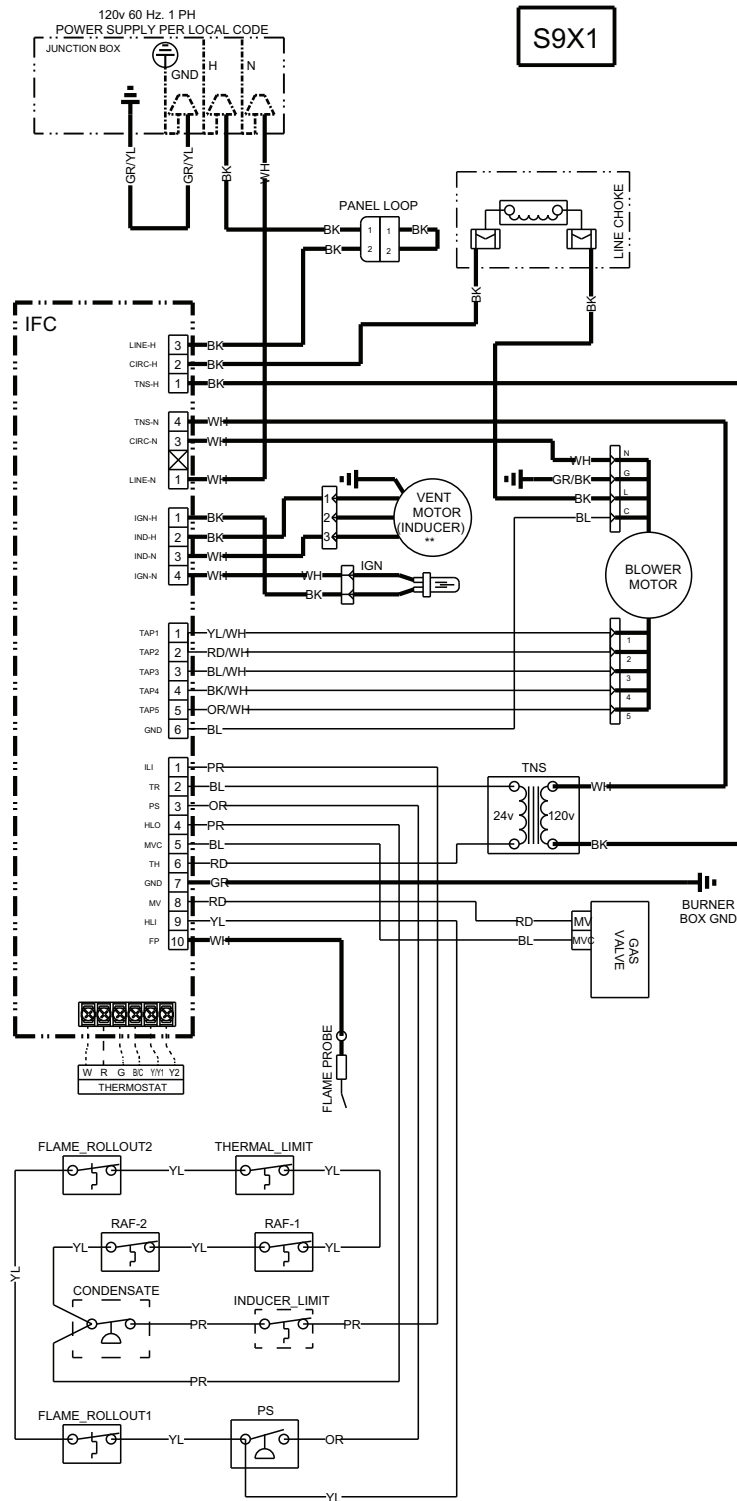 S9X1
120v 60 Hz. 1 PH
POWER SUPPLY PER LOCAL CODE
JUNCTION BOX
GND
H
N
GR/YL
GR/YL
BK
WH
PANEL LOOP
BK
1
1
BK
BK
2
2
LINE CHOKE
BK
BK
IFC
LINE-H 3 BK
CIRC-H 2 BK
TNS-H 1 BK
TNS-N 4 WH
CIRC-N 3 WH
LINE-N 1 WH
IGN-H 1 BK
IND-H 2 BK
IND-N 3 WH
IGN-N 4 WH
1
2
3
VENT
MOTOR
(INDUCER)
**
IGN
WH
BK
WH N
GR/BK G
BK L
BL C
BLOWER
MOTOR
TAP1 1 YL/WH 1
TAP2 2 RD/WH 2
TAP3 3 BL/WH 3
TAP4 4 BK/WH 4
TAP5 5 OR/WH 5
GND 6 BL
ILI 1 PR
TR 2 BL
PS 3 OR
HLO 4 PR
MVC 5 BL
TH 6 RD
GND 7 GR
MV 8 RD
HLI 9 YL
FP 10 WH
TNS
24v
120v
WH
BK
BURNER
BOX GND
RD MV
BL MVC
GAS
VALVE
FLAME PROBE
W R G B/C Y/Y1 Y2
THERMOSTAT
FLAME_ROLLOUT2
THERMAL_LIMIT
YL
YL
YL
RAF-2
RAF-1
YL
YL
YL
YL
CONDENSATE
INDUCER_LIMIT
PR
PR
PR
FLAME_ROLLOUT1
PS
YL
OR
YL